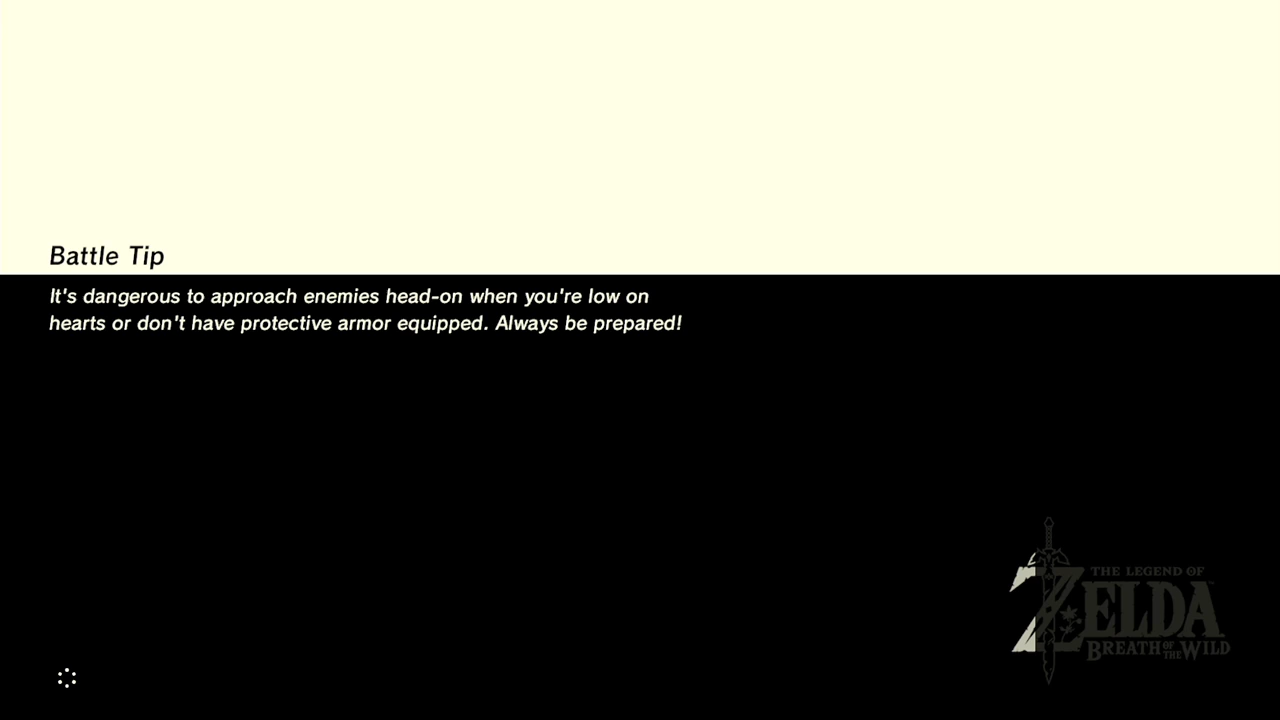 Battle Tip
It's dangerous to approach enemies head-on when you're low on
hearts or don't have protective armor equipped. Always be prepared!
THE LEGEND OF
ZELDA
BREATH OF THE WILD